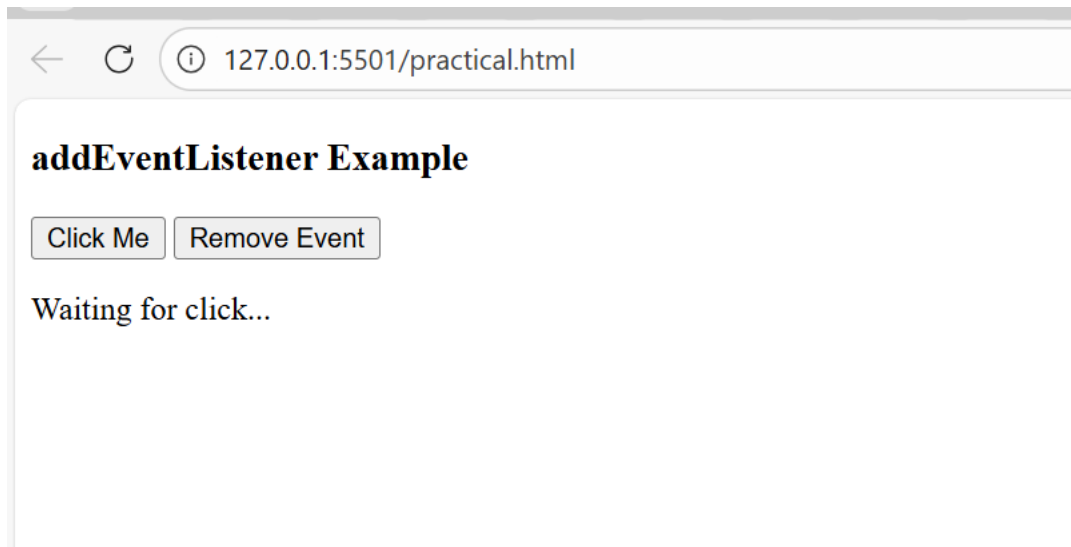 127.0.0.1:5501/practical.html
addEventListener Example
Click Me Remove Event
Waiting for click...